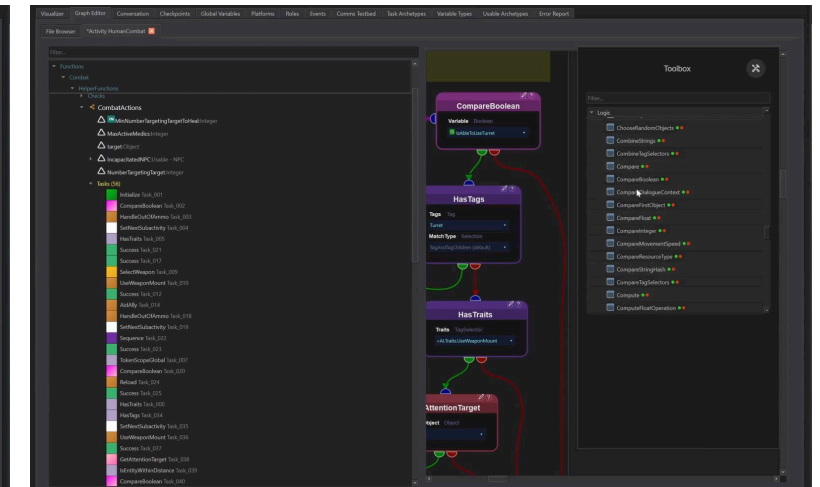 Visualizer Graph Editor Conversation Checkpoints Global Variables Platforms Roles Events Comms Testbed Task Archetypes Variable Types Usable Archetypes Error Report
File Browser *Activity HumanCombat
Filter...
Functions
Combat
HelperFunctions
Checks
CombatActions
MinNumberTargetingTargetToHeal Integer
MaxActiveMedics Integer
target Object
IncapacitatedNPC Usable - NPC
NumberTargetingTarget Integer
Tasks (56)
Initialize Task_001
CompareBoolean Task_002
HandleOutOfAmmo Task_003
SetNextSubactivity Task_004
HasTraits Task_005
Success Task_021
Success Task_017
SelectWeapon Task_009
UseWeaponMount Task_010
Success Task_012
AidAlly Task_014
HandleOutOfAmmo Task_018
SetNextSubactivity Task_019
Sequence Task_022
Success Task_023
TokenScopeGlobal Task_007
CompareBoolean Task_020
Reload Task_024
Success Task_025
HasTraits Task_000
HasTags Task_034
SetNextSubactivity Task_035
UseWeaponMount Task_036
Success Task_037
GetAttentionTarget Task_038
IsEntityWithinDistance Task_039
CompareBoolean Task_040
CompareBoolean
Variable Boolean
IsAbleToUseTurret
HasTags
Tags Tag
Turret
MatchType Selection
TagAndTagChildren (default)
HasTraits
Traits TagSelector
+AI.Traits.UseWeaponMount
AttentionTarget
Object Object
Toolbox
Filter...
Logic
ChooseRandomObjects
CombineStrings
CombineTagSelectors
Compare
CompareBoolean
CompareDialogueContext
CompareFirstObject
CompareFloat
CompareInteger
CompareMovementSpeed
CompareResourceType
CompareStringHash
CompareTagSelectors
Compute
ComputeFloatOperation